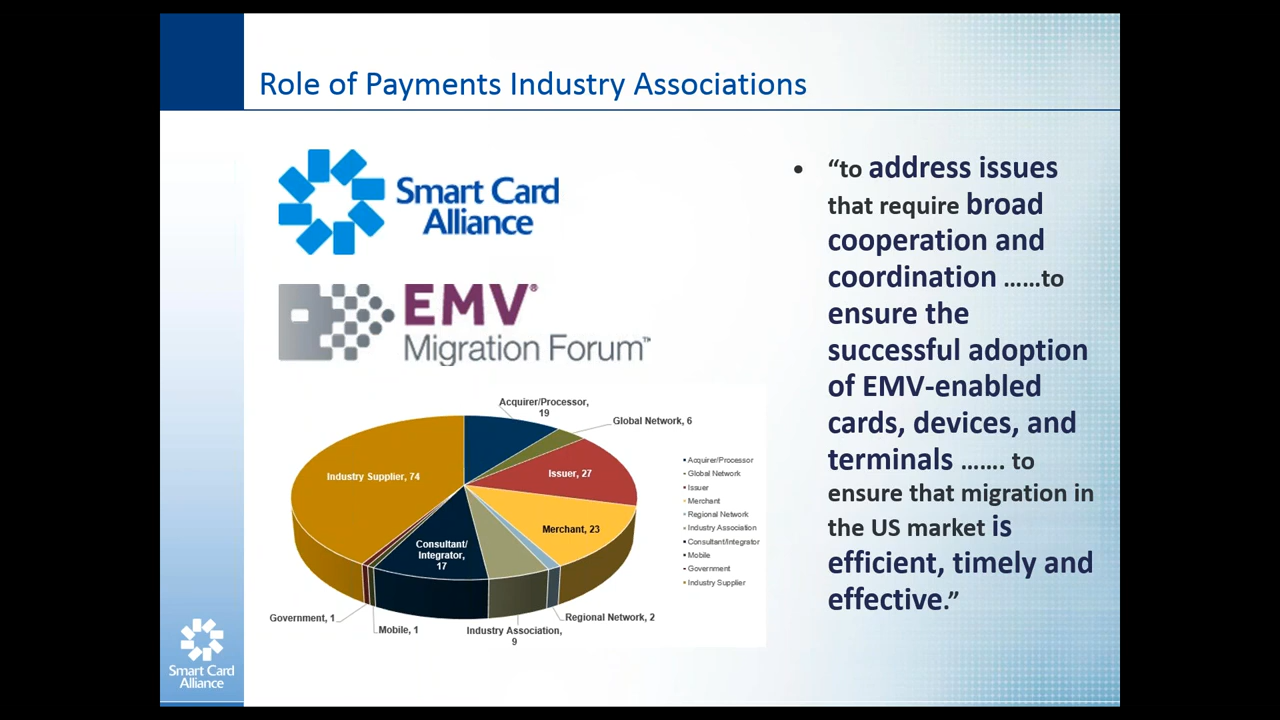 Role of Payments Industry Associations
Smart Card
Alliance
EMV®
Migration Forum™
Acquirer/Processor,
19
Global Network, 6
Issuer, 27
Merchant, 23
Regional Network, 2
Industry Association,
9
Consultant/
Integrator,
17
Mobile, 1
Government, 1
Industry Supplier, 74
Acquirer/Processor
Global Network
Issuer
Merchant
Regional Network
Industry Association
Consultant/Integrator
Mobile
Government
Industry Supplier
• “to address issues
that require broad
cooperation and
coordination ……to
ensure the
successful adoption
of EMV-enabled
cards, devices, and
terminals ……. to
ensure that migration in
the US market is
efficient, timely and
effective.”
Smart Card
Alliance